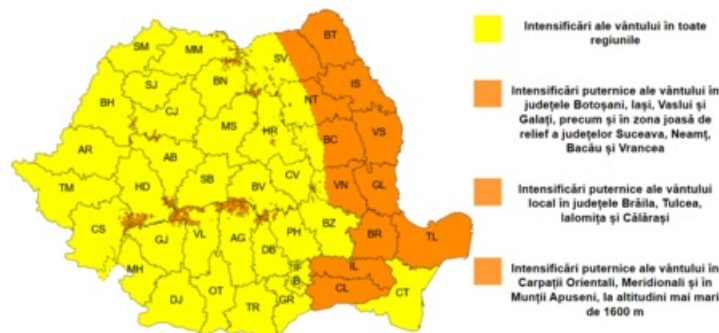 Intensificări ale vântului în toate
regiunile
Intensificări puternice ale vântului în
județele Botoșani, Iași, Vaslui și
Galați, precum și în zona joasă de
relief a județelor Suceava, Neamț,
Bacău și Vrancea
Intensificări puternice ale vântului
local în județele Brăila, Tulcea,
Ialomița și Călărași
Intensificări puternice ale vântului în
Carpații Orientali, Meridionali și în
Munții Apuseni, la altitudini mai mari
de 1600 m
BT
SM
MM
SV
BN
SJ
IS
NT
BH
CJ
MS
HR
BC
VS
AR
AB
CV
TM
HD
SB
BV
VN
GL
CS
BZ
GJ
VL
AG
PH
BR
TL
DB
MH
IF
IL
B
OT
CL
CT
DJ
TR
GR